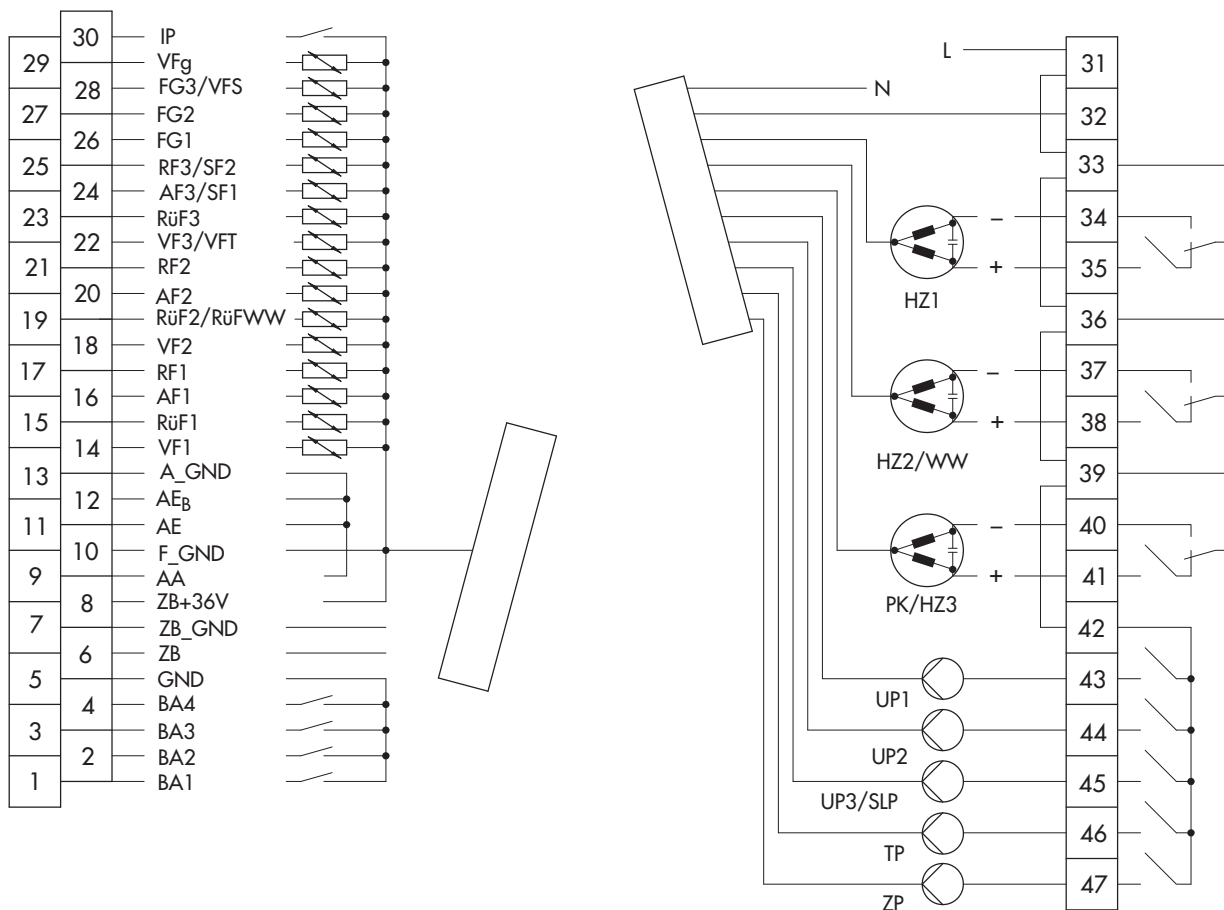 30 IP
29 VFg
28 FG3/VFS
27 FG2
26 FG1
25 RF3/SF2
24 AF3/SF1
23 RüF3
22 VF3/VFT
21 RF2
20 AF2
19 RüF2/RüFWW
18 VF2
17 RF1
16 AF1
15 RüF1
14 VF1
13 A_GND
12 AEB
11 AE
10 F_GND
9 AA
8 ZB+36V
7 ZB_GND
6 ZB
5 GND
4 BA4
3 BA3
2 BA2
1 BA1
L 31
N
32
33
− 34
+ 35
HZ1
36
− 37
+ 38
HZ2/WW
39
− 40
+ 41
PK/HZ3
42
UP1 43
UP2 44
UP3/SLP 45
TP 46
ZP 47